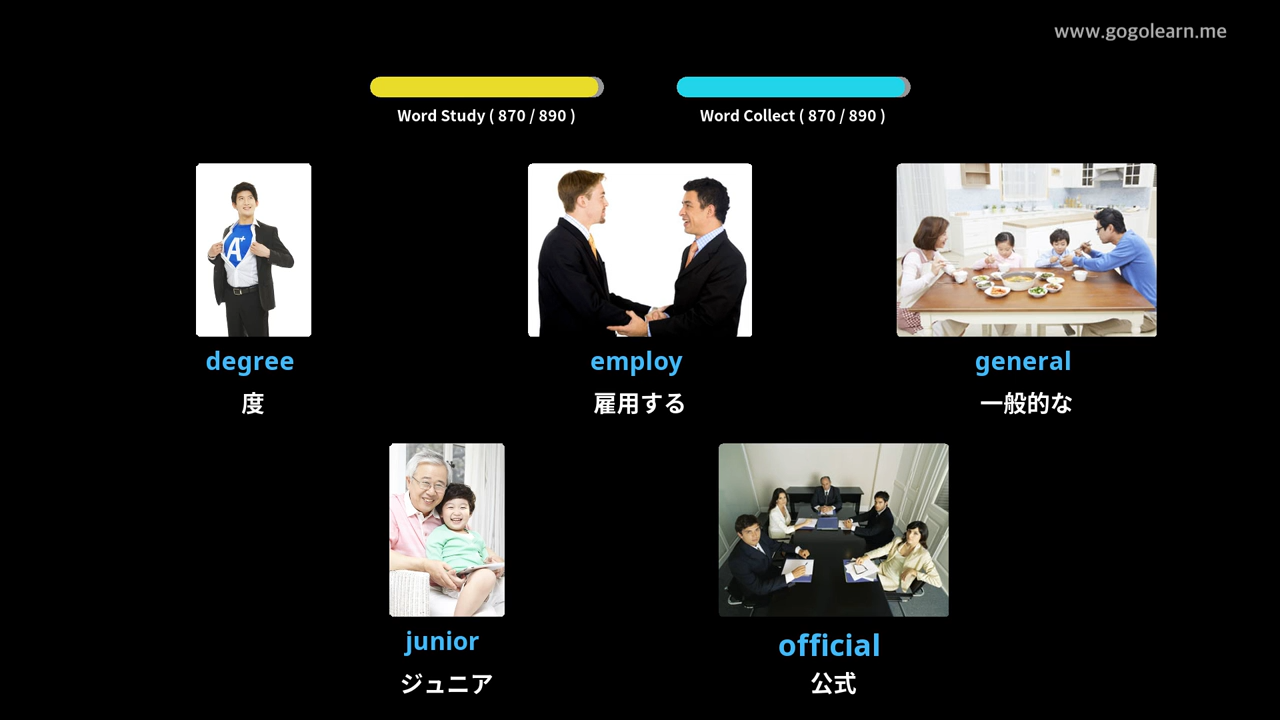 www.gogolearn.me
Word Study ( 870 / 890 )
Word Collect ( 870 / 890 )
A+
degree
度
employ
雇用する
general
一般的な
junior
ジュニア
official
公式